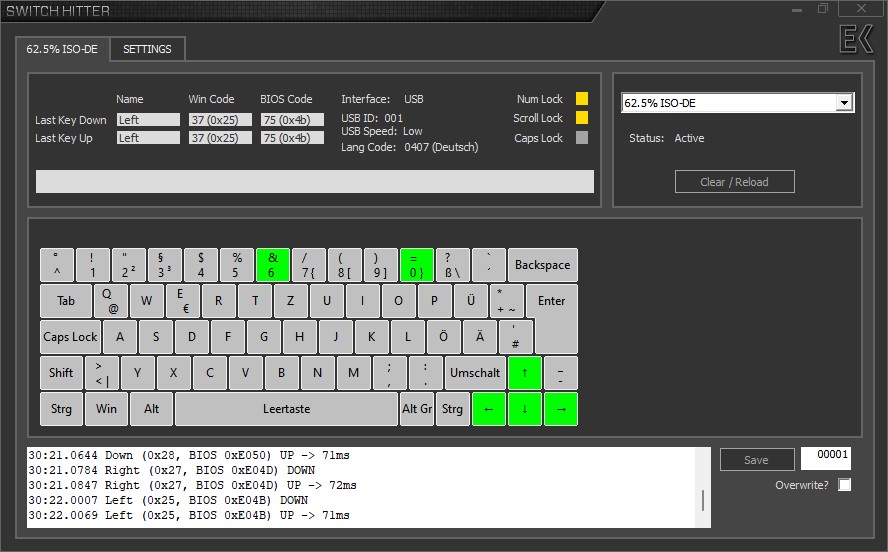 SWITCH HITTER
EK
62.5% ISO-DE SETTINGS
Name Win Code BIOS Code
Last Key Down Left 37 (0x25) 75 (0x4b)
Last Key Up Left 37 (0x25) 75 (0x4b)
Interface: USB
USB ID: 001
USB Speed: Low
Lang Code: 0407 (Deutsch)
Num Lock
Scroll Lock
Caps Lock
62.5% ISO-DE
Status: Active
Clear / Reload
° ! " § $ % & / ( ) = ? `
^ 1 2 ² 3 ³ 4 5 6 7 { 8 [ 9 ] 0 } ß \ ´ Backspace
Tab Q @ W E € R T Z U I O P Ü * + ~ Enter
Caps Lock A S D F G H J K L Ö Ä ' #
Shift > < | Y X C V B N M ; , : . Umschalt ↑ _ -
Strg Win Alt Leertaste Alt Gr Strg ← ↓ →
30:21.0644 Down (0x28, BIOS 0xE050) UP -> 71ms
30:21.0784 Right (0x27, BIOS 0xE04D) DOWN
30:21.0847 Right (0x27, BIOS 0xE04D) UP -> 72ms
30:22.0007 Left (0x25, BIOS 0xE04B) DOWN
30:22.0069 Left (0x25, BIOS 0xE04B) UP -> 71ms
Save 00001
Overwrite?